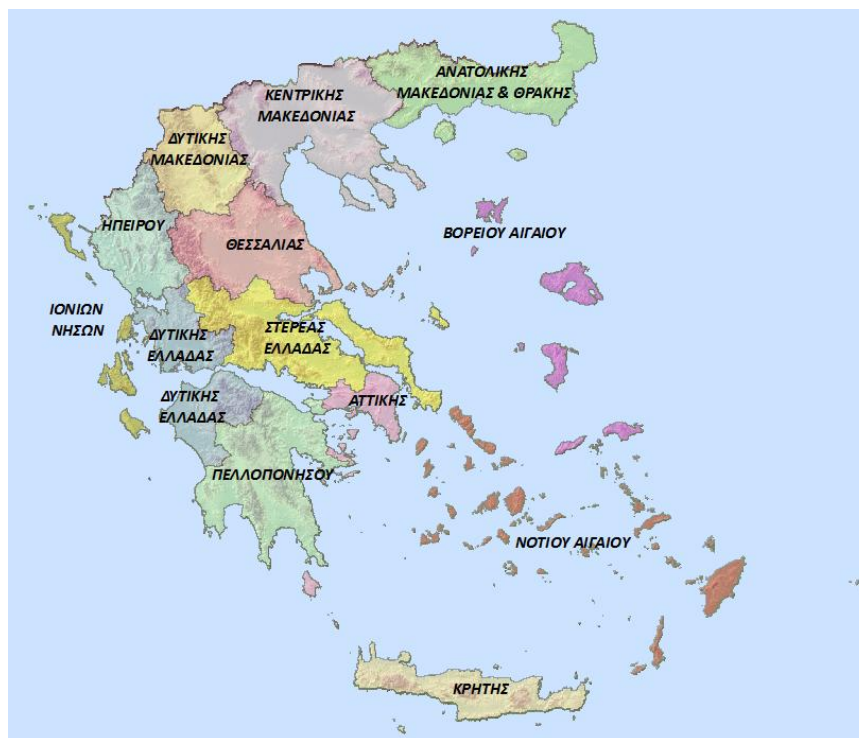 ΑΝΑΤΟΛΙΚΗΣ
ΜΑΚΕΔΟΝΙΑΣ & ΘΡΑΚΗΣ
ΚΕΝΤΡΙΚΗΣ
ΜΑΚΕΔΟΝΙΑΣ
ΔΥΤΙΚΗΣ
ΜΑΚΕΔΟΝΙΑΣ
ΗΠΕΙΡΟΥ
ΘΕΣΣΑΛΙΑΣ
ΒΟΡΕΙΟΥ ΑΙΓΑΙΟΥ
ΙΟΝΙΩΝ
ΝΗΣΩΝ
ΔΥΤΙΚΗΣ
ΕΛΛΑΔΑΣ
ΣΤΕΡΕΑΣ
ΕΛΛΑΔΑΣ
ΔΥΤΙΚΗΣ
ΕΛΛΑΔΑΣ
ΑΤΤΙΚΗΣ
ΠΕΛΛΟΠΟΝΗΣΟΥ
ΝΟΤΙΟΥ ΑΙΓΑΙΟΥ
ΚΡΗΤΗΣ